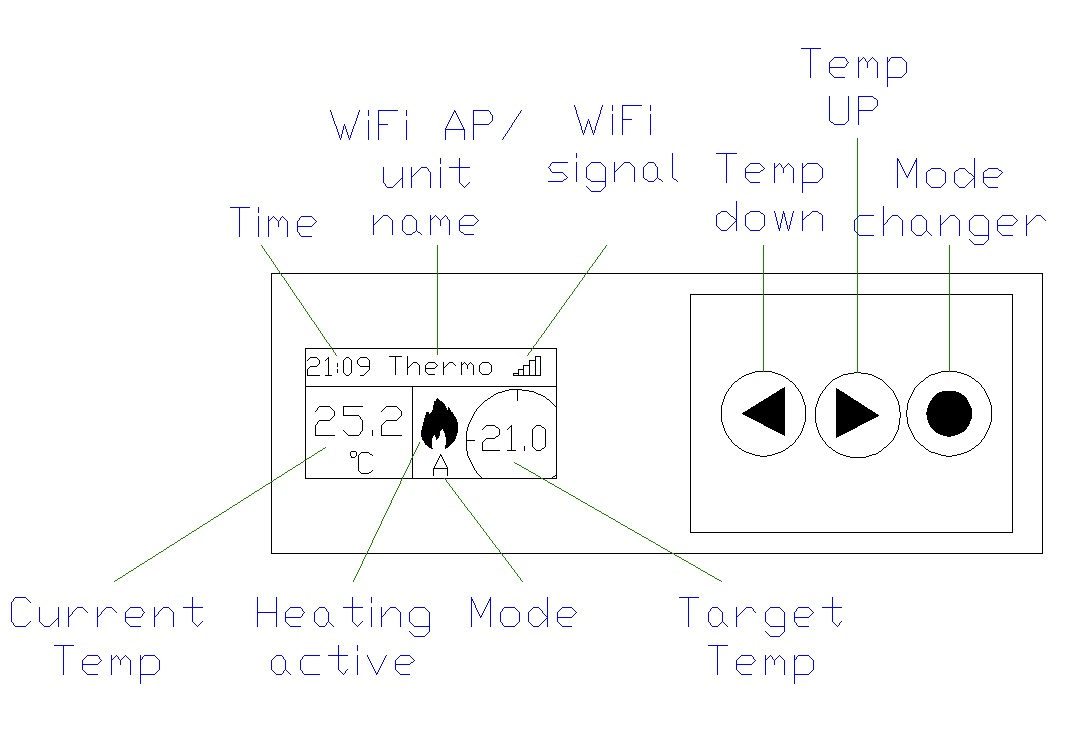 Temp
UP
WiFi AP/
unit
name
WiFi
signal
Temp
down
Mode
changer
Time
21:09 Thermo
25.2
°C
A
21.0
Current
Temp
Heating
active
Mode
Target
Temp